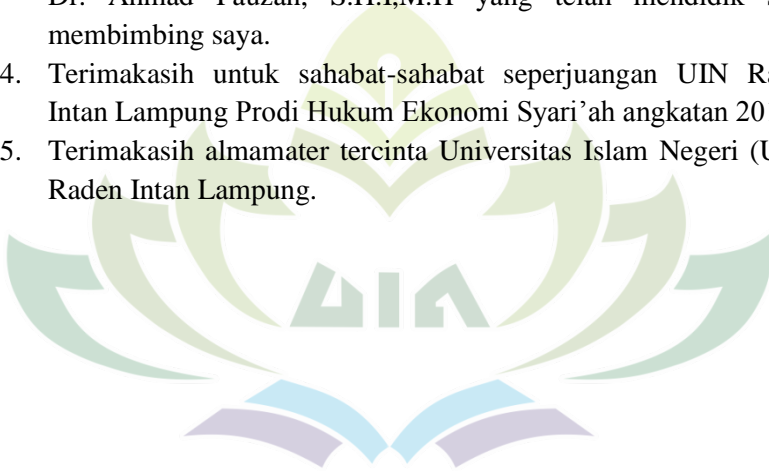 Dr. Ahmad Fauzan, S.H.I,M.H yang telah mendidik
membimbing saya.
4. Terimakasih untuk sahabat-sahabat seperjuangan UIN
Intan Lampung Prodi Hukum Ekonomi Syari’ah angkatan 20
5. Terimakasih almamater tercinta Universitas Islam Negeri
Raden Intan Lampung.
UIN